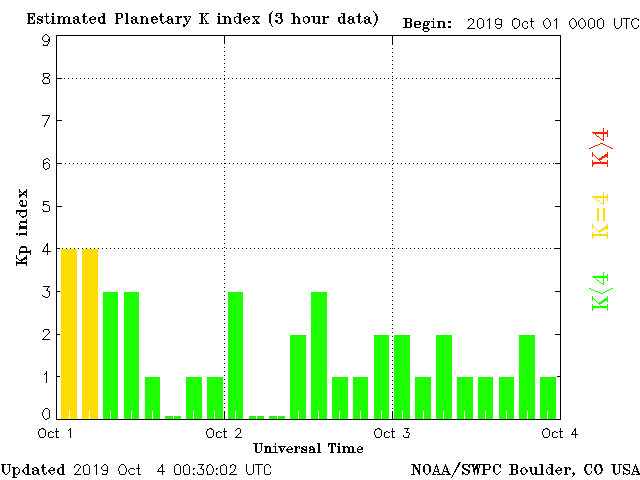 Estimated Planetary K index (3 hour data) Begin: 2019 Oct 01 0000 UTC
9
8
7
6
5
4
3
2
1
0
Kp index
K>4
K=4
K<4
Oct 1 Oct 2 Oct 3 Oct 4
Universal Time
Updated 2019 Oct 4 00:30:02 UTC NOAA/SWPC Boulder, CO USA